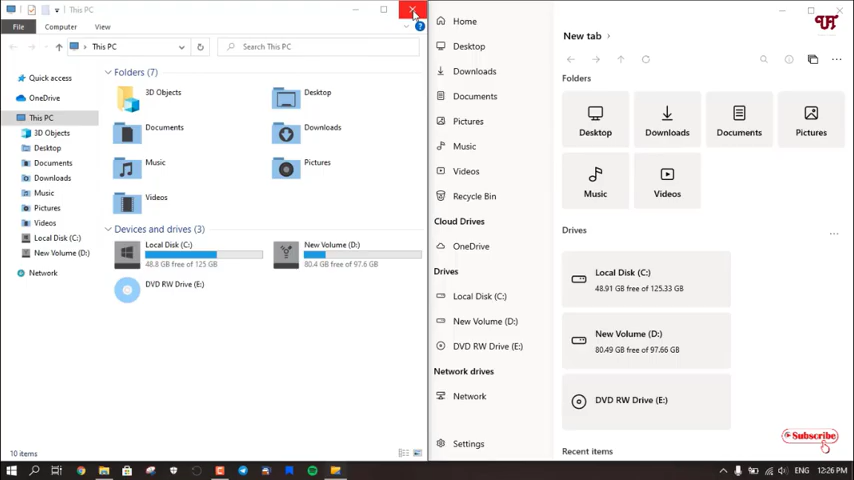 This PC
File
Computer
View
This PC
Search This PC
Quick access
OneDrive
This PC
3D Objects
Desktop
Documents
Downloads
Music
Pictures
Videos
Local Disk (C:)
New Volume (D:)
Network
Folders (7)
3D Objects
Desktop
Documents
Downloads
Music
Pictures
Videos
Devices and drives (3)
Local Disk (C:)
48.8 GB free of 125 GB
New Volume (D:)
80.4 GB free of 97.6 GB
DVD RW Drive (E:)
10 items
Home
Desktop
Downloads
Documents
Pictures
Music
Videos
Recycle Bin
Cloud Drives
OneDrive
Drives
Local Disk (C:)
New Volume (D:)
DVD RW Drive (E:)
Network drives
Network
Settings
New tab
Folders
Desktop
Downloads
Documents
Pictures
Music
Videos
Drives
Local Disk (C:)
48.91 GB free of 125.33 GB
New Volume (D:)
80.49 GB free of 97.66 GB
DVD RW Drive (E:)
Recent items
Subscribe
ENG
12:26 PM